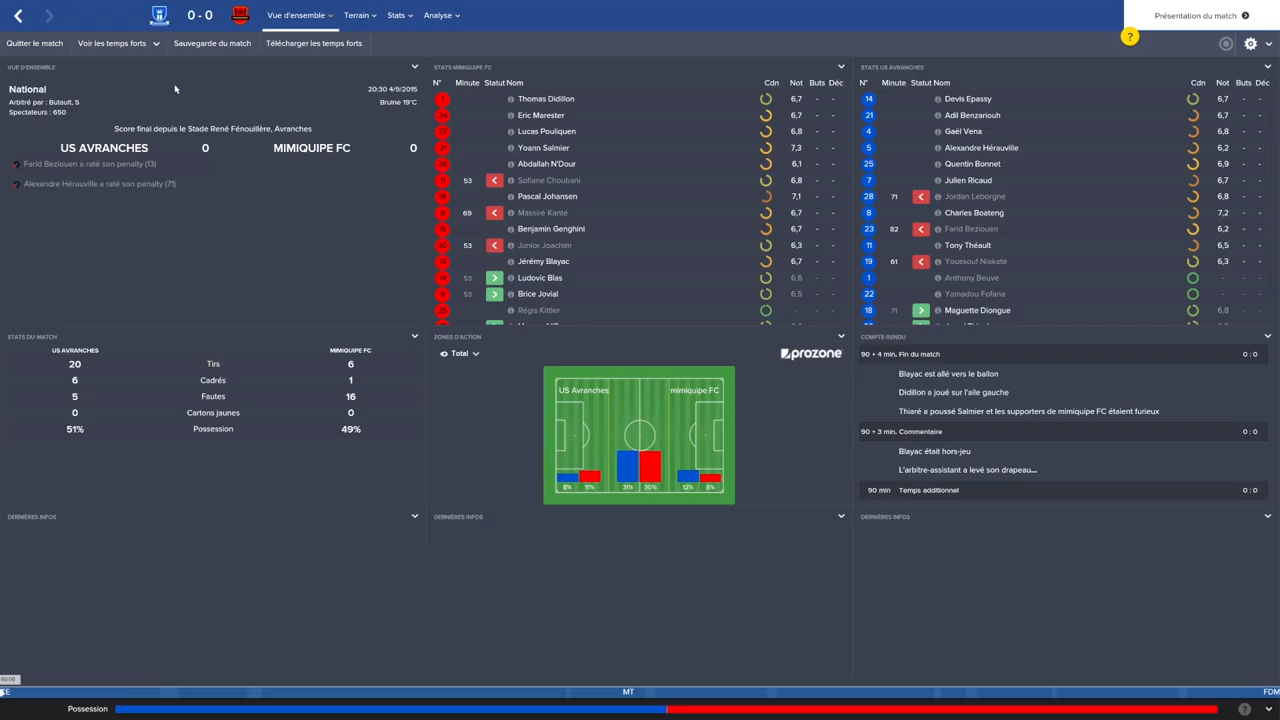 0 - 0
Vue d'ensemble
Terrain
Stats
Analyse
Présentation du match
?
Quitter le match
Voir les temps forts
Sauvegarde du match
Télécharger les temps forts
VUE D'ENSEMBLE
National 20:30 4/9/2015
Arbitré par : Butault, S Bruine 19°C
Spectateurs : 650
Score final depuis le Stade René Fénouillère, Avranches
US AVRANCHES 0 MIMIQUIPE FC 0
Farid Beziouen a raté son penalty (13)
Alexandre Hérauville a raté son penalty (71)
STATS MIMIQUIPE FC
N° Minute Statut Nom Cdn Not Buts Déc
Thomas Didillon 6,7 - -
Eric Marester 6,7 - -
Lucas Pouliquen 6,8 - -
Yoann Salmier 7,3 - -
Abdallah N'Dour 6,1 - -
53 Sofiane Choubani 6,8 - -
Pascal Johansen 7,1 - -
69 Massiré Kanté 6,7 - -
Benjamin Genghini 6,7 - -
53 Junior Joachim 6,3 - -
Jérémy Blayac 6,7 - -
53 Ludovic Blas 6,6 - -
53 Brice Jovial 6,5 - -
Régis Kittler - - -
STATS US AVRANCHES
N° Minute Statut Nom Cdn Not Buts Déc
14 Devis Epassy 6,7 - -
21 Adil Benzariouh 6,7 - -
4 Gaël Vena 6,8 - -
5 Alexandre Hérauville 6,2 - -
25 Quentin Bonnet 6,9 - -
7 Julien Ricaud 6,7 - -
28 71 Jordan Leborgne 6,8 - -
8 Charles Boateng 7,2 - -
23 82 Farid Beziouen 6,2 - -
11 Tony Théault 6,5 - -
19 61 Youssouf Niakaté 6,3 - -
1 Anthony Beuve - - -
22 Yamadou Fofana - - -
18 71 Maguette Diongue 6,8 - -
STATS DU MATCH
US AVRANCHES MIMIQUIPE FC
20 Tirs 6
6 Cadrés 1
5 Fautes 16
0 Cartons jaunes 0
51% Possession 49%
ZONES D'ACTION
Total
prozone
US Avranches mimiquipe FC
8% 11% 31% 30% 12% 8%
COMPTE-RENDU
90 + 4 min. Fin du match 0 : 0
Blayac est allé vers le ballon
Didillon a joué sur l'aile gauche
Thiaré a poussé Salmier et les supporters de mimiquipe FC étaient furieux
90 + 3 min. Commentaire 0 : 0
Blayac était hors-jeu
L'arbitre-assistant a levé son drapeau...
90 min Temps additionnel 0 : 0
DERNIÈRES INFOS
DERNIÈRES INFOS
DERNIÈRES INFOS
00:00
CE MT FDM
Possession ?